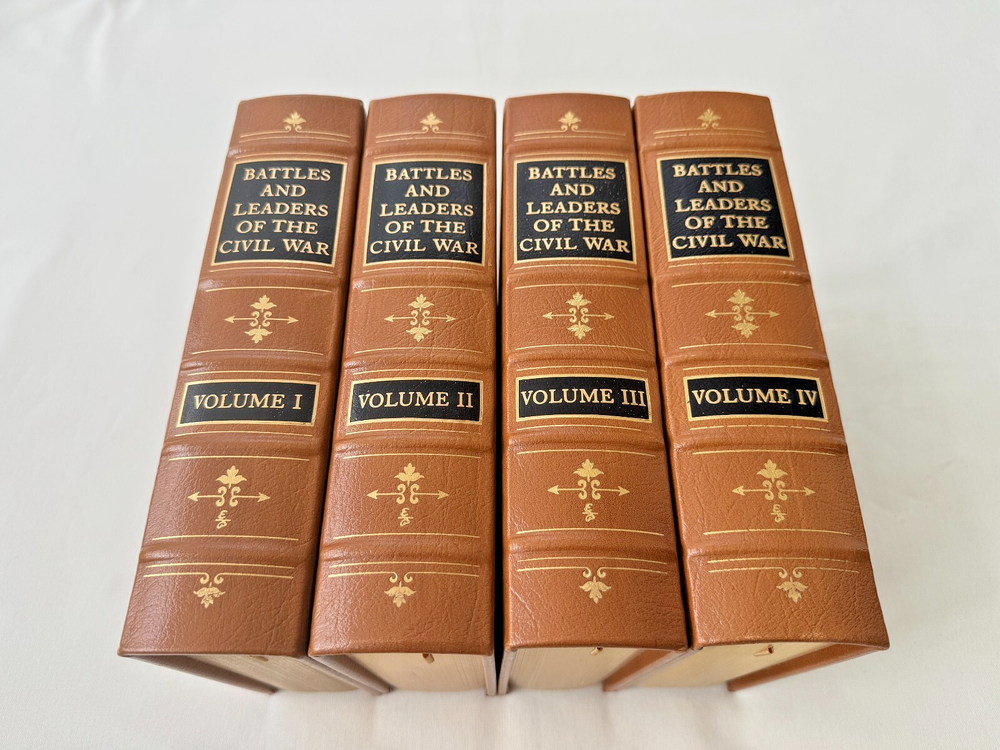 BATTLES
AND
LEADERS
OF THE
CIVIL WAR
VOLUME I
BATTLES
AND
LEADERS
OF THE
CIVIL WAR
VOLUME II
BATTLES
AND
LEADERS
OF THE
CIVIL WAR
VOLUME III
BATTLES
AND
LEADERS
OF THE
CIVIL WAR
VOLUME IV